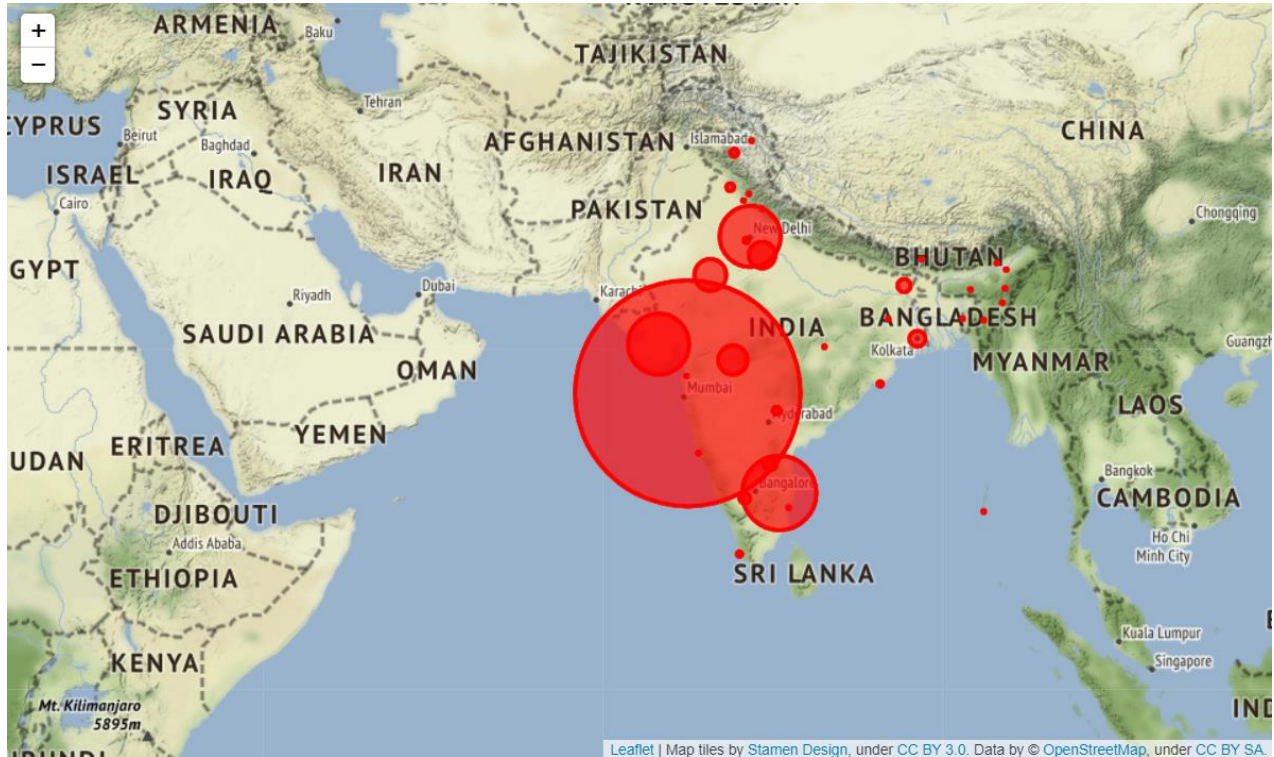 +
−
ARMENIA
Baku
TAJIKISTAN
CYPRUS
SYRIA
Tehran
Beirut
Baghdad
AFGHANISTAN
Islamabad
CHINA
ISRAEL
IRAQ
IRAN
Cairo
PAKISTAN
Chongqing
New Delhi
GYPT
BHUTAN
Riyadh
Dubai
Karachi
SAUDI ARABIA
INDIA
BANGLADESH
Kolkata
Guangzh
OMAN
MYANMAR
Mumbai
LAOS
ERITREA
YEMEN
Hyderabad
UDAN
Bangkok
Bangalore
CAMBODIA
DJIBOUTI
Addis Ababa
Ho Chi
Minh City
ETHIOPIA
SRI LANKA
Kuala Lumpur
KENYA
Singapore
Mt. Kilimanjaro
5895m
IND
Leaflet | Map tiles by Stamen Design, under CC BY 3.0. Data by © OpenStreetMap, under CC BY SA.